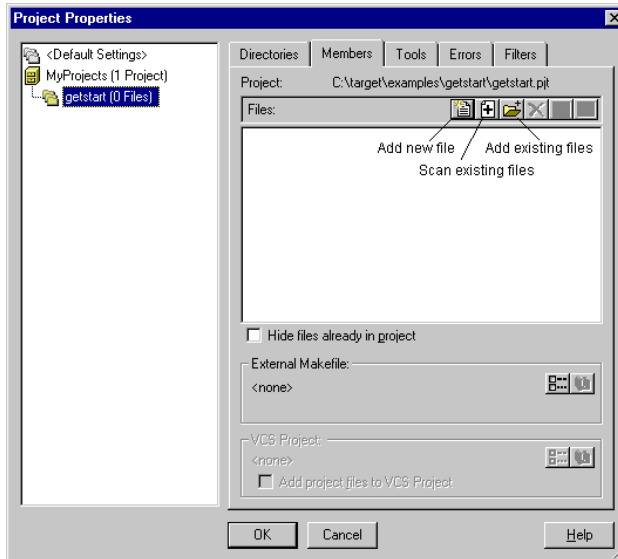 Project Properties
<Default Settings>
MyProjects (1 Project)
getstart (0 Files)
Directories Members Tools Errors Filters
Project: C:\target\examples\getstart\getstart.pjt
Files:
Add new file Add existing files
Scan existing files
Hide files already in project
External Makefile:
<none>
VCS Project:
<none>
Add project files to VCS Project
OK Cancel Help